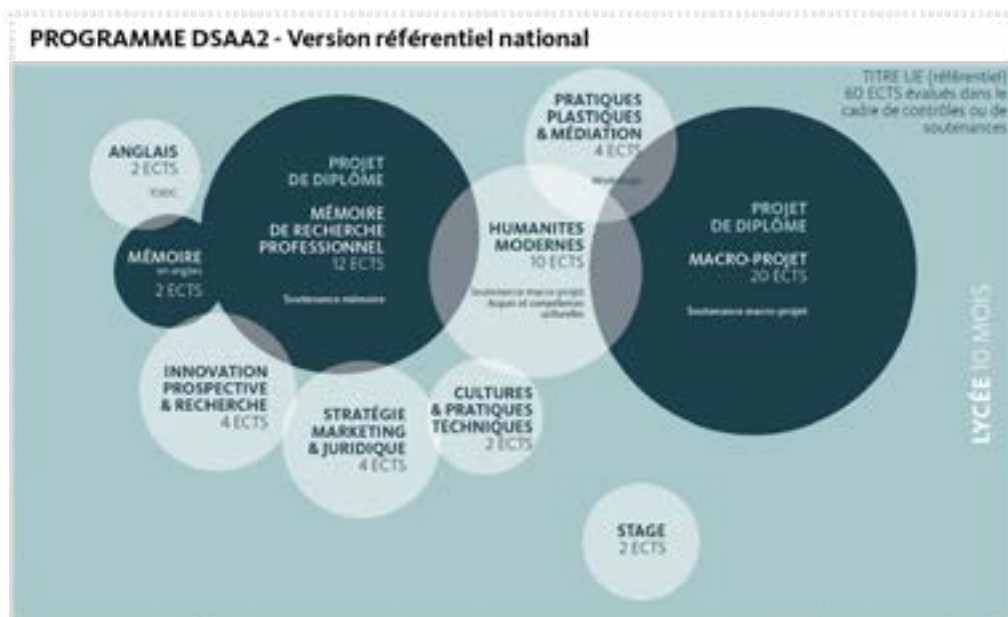 PROGRAMME DSAA2 - Version référentiel national
TITRE UE (référentiel)
60 ECTS évalués dans le
cadre de contrôles ou de
soutenances
PRATIQUES
PLASTIQUES
& MÉDIATION
4 ECTS
Workshop
ANGLAIS
2 ECTS
TOEIC
PROJET
DE DIPLÔME
MÉMOIRE
DE RECHERCHE
PROFESSIONNEL
12 ECTS
Soutenance mémoire
MÉMOIRE
en anglais
2 ECTS
HUMANITES
MODERNES
10 ECTS
Soutenance macro-projet
Acquis et compétences
culturelles
PROJET
DE DIPLÔME
MACRO-PROJET
20 ECTS
Soutenance macro-projet
INNOVATION
PROSPECTIVE
& RECHERCHE
4 ECTS
STRATÉGIE
MARKETING
& JURIDIQUE
4 ECTS
CULTURES
& PRATIQUES
TECHNIQUES
2 ECTS
STAGE
2 ECTS
LYCÉE 10 MOIS